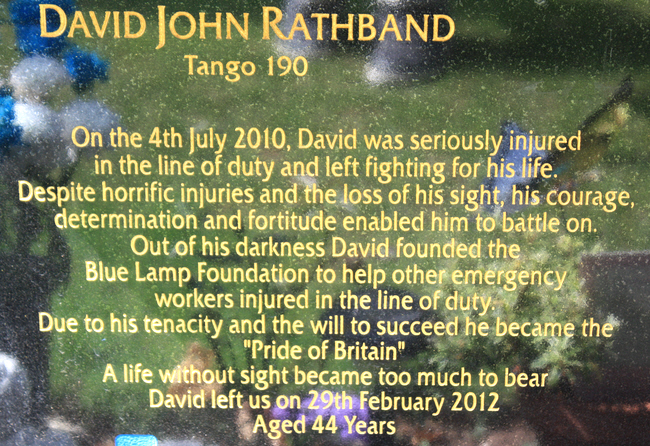 DAVID JOHN RATHBAND
Tango 190
On the 4th July 2010, David was seriously injured
in the line of duty and left fighting for his life.
Despite horrific injuries and the loss of his sight, his courage,
determination and fortitude enabled him to battle on.
Out of his darkness David founded the
Blue Lamp Foundation to help other emergency
workers injured in the line of duty.
Due to his tenacity and the will to succeed he became the
"Pride of Britain"
A life without sight became too much to bear
David left us on 29th February 2012
Aged 44 Years